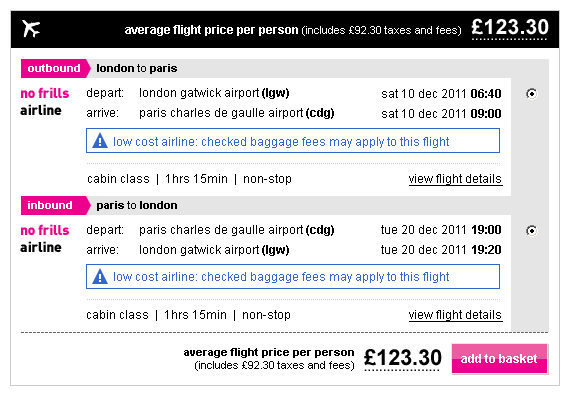 average flight price per person (includes £92.30 taxes and fees) £123.30
outbound london to paris
no frills airline
depart: london gatwick airport (lgw) sat 10 dec 2011 06:40
arrive: paris charles de gaulle airport (cdg) sat 10 dec 2011 09:00
low cost airline: checked baggage fees may apply to this flight
cabin class | 1hrs 15min | non-stop view flight details
inbound paris to london
no frills airline
depart: paris charles de gaulle airport (cdg) tue 20 dec 2011 19:00
arrive: london gatwick airport (lgw) tue 20 dec 2011 19:20
low cost airline: checked baggage fees may apply to this flight
cabin class | 1hrs 15min | non-stop view flight details
average flight price per person £123.30 add to basket
(includes £92.30 taxes and fees)